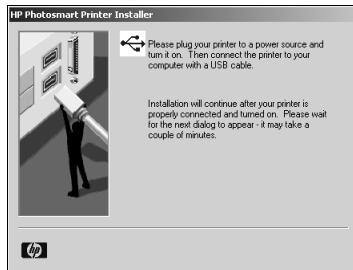 HP Photosmart Printer Installer
Please plug your printer to a power source and
turn it on. Then connect the printer to your
computer with a USB cable.
Installation will continue after your printer is
properly connected and turned on. Please wait
for the next dialog to appear - it may take a
couple of minutes.
hp